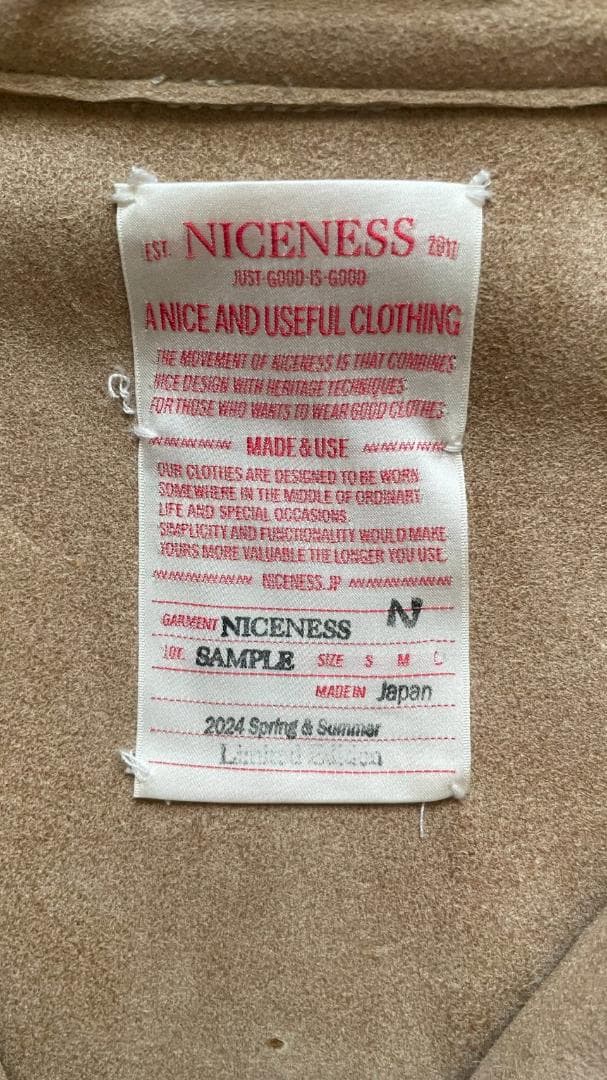 EST. NICENESS 2017
JUST-GOOD-IS-GOOD
A NICE AND USEFUL CLOTHING
THE MOVEMENT OF NICENESS IS THAT COMBINES
NICE DESIGN WITH HERITAGE TECHNIQUES
FOR THOSE WHO WANTS TO WEAR GOOD CLOTHES.
MADE & USE
OUR CLOTHES ARE DESIGNED TO BE WORN
SOMEWHERE IN THE MIDDLE OF ORDINARY
LIFE AND SPECIAL OCCASIONS.
SIMPLICITY AND FUNCTIONALITY WOULD MAKE
YOURS MORE VALUABLE THE LONGER YOU USE.
NICENESS.JP
N
GARMENT NICENESS
LOT. SAMPLE SIZE S M L
MADE IN Japan
2024 Spring & Summer
Limited Edition